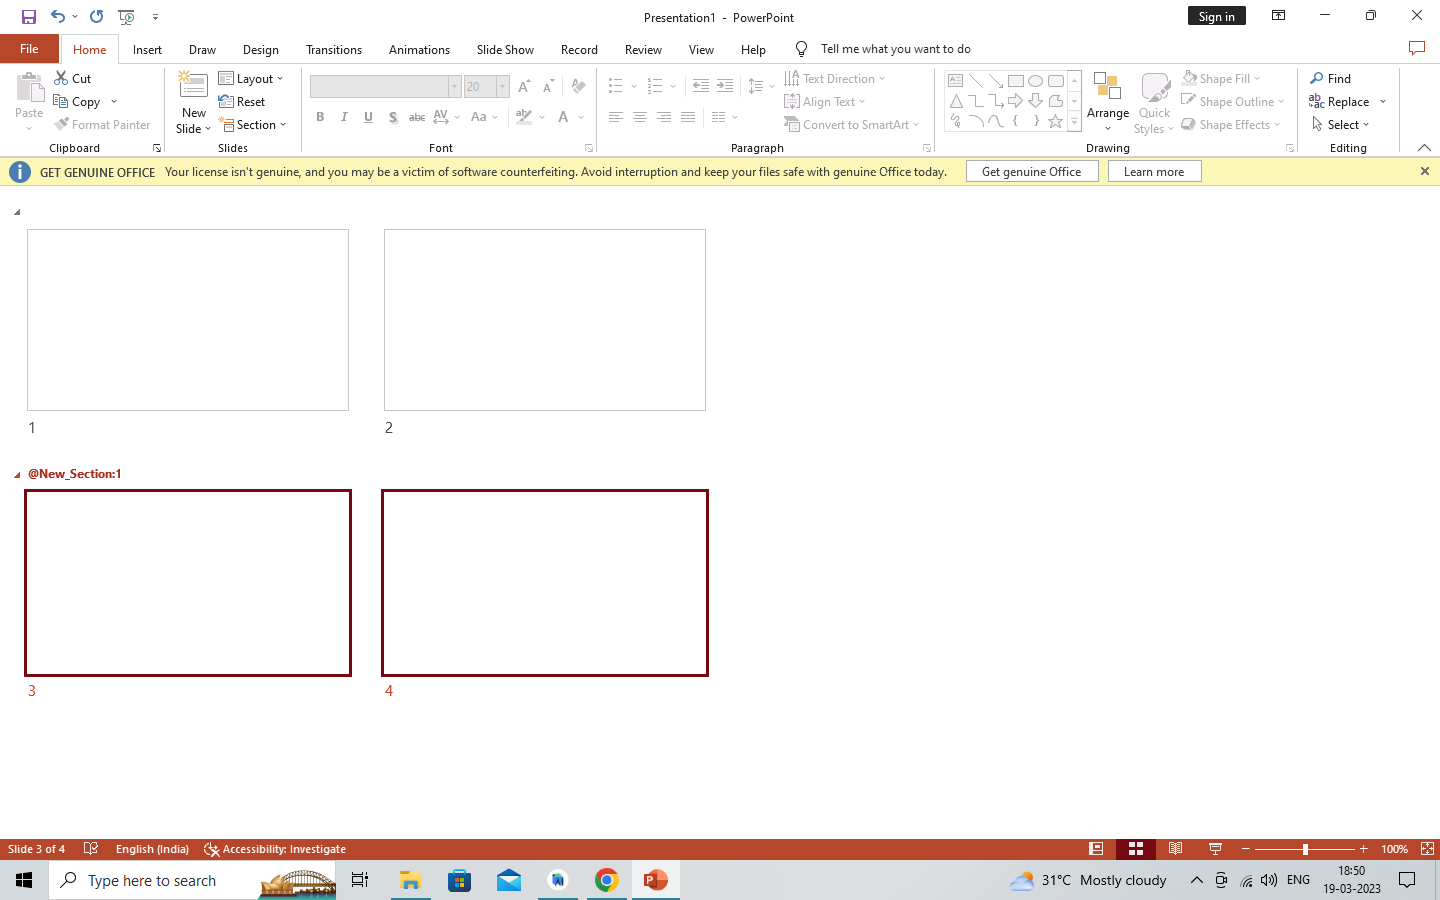 Presentation1 - PowerPoint
Sign in
File Home Insert Draw Design Transitions Animations Slide Show Record Review View Help Tell me what you want to do
Paste
Cut
Copy
Format Painter
Clipboard
New Slide
Layout
Reset
Section
Slides
20
B I U S abc AV Aa A
Font
Text Direction
Align Text
Convert to SmartArt
Paragraph
Arrange
Quick Styles
Shape Fill
Shape Outline
Shape Effects
Drawing
Find
Replace
Select
Editing
GET GENUINE OFFICE Your license isn't genuine, and you may be a victim of software counterfeiting. Avoid interruption and keep your files safe with genuine Office today. Get genuine Office Learn more
1 2
@New_Section:1
3 4
Slide 3 of 4 English (India) Accessibility: Investigate 100%
Type here to search
31°C Mostly cloudy
ENG
18:50
19-03-2023